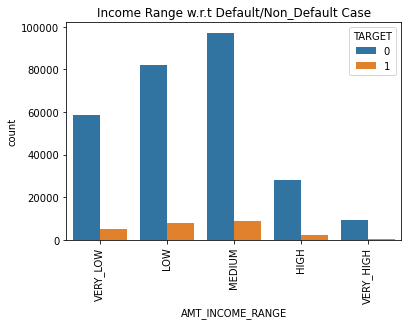 Income Range w.r.t Default/Non_Default Case
TARGET
0
1
count
100000
80000
60000
40000
20000
0
VERY_LOW
LOW
MEDIUM
HIGH
VERY_HIGH
AMT_INCOME_RANGE